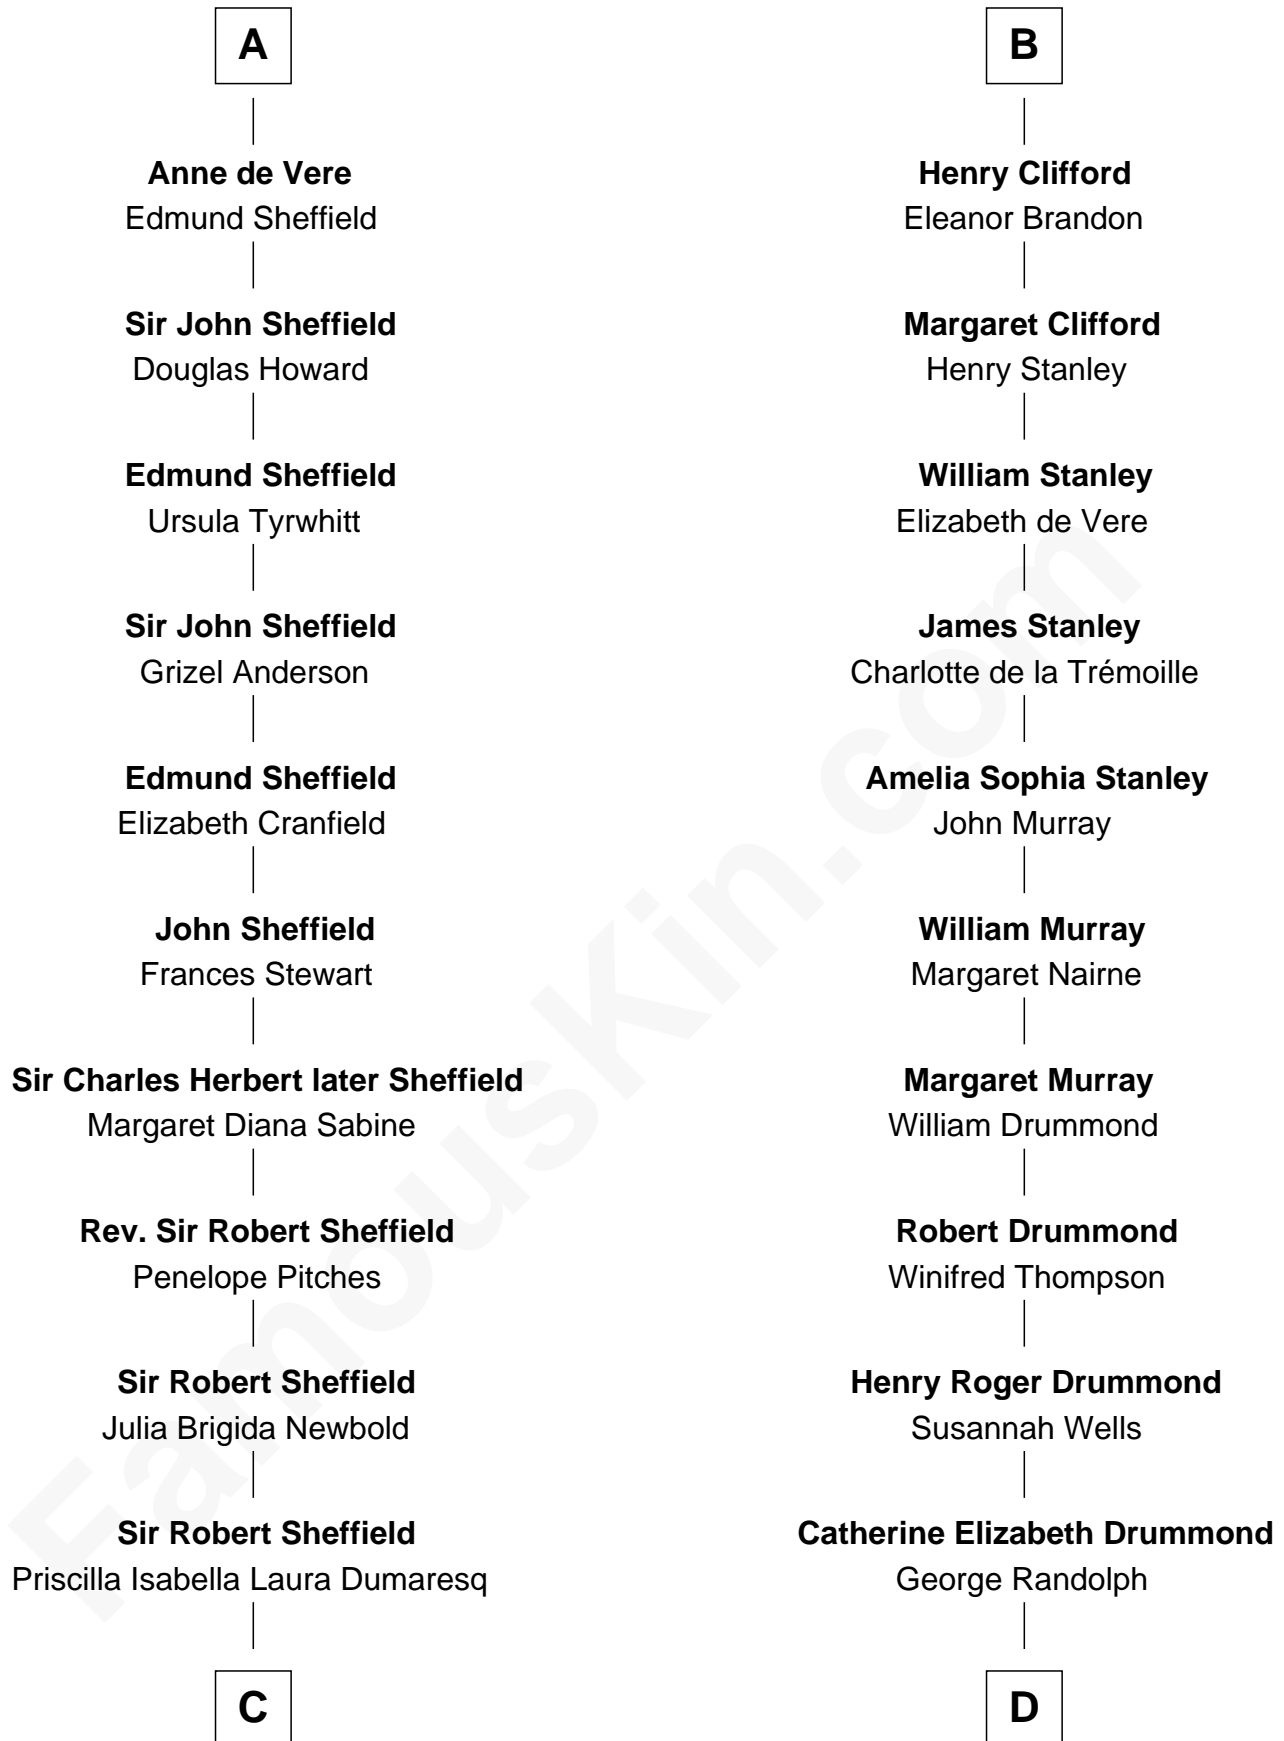 A
Anne de Vere
Edmund Sheffield
Sir John Sheffield
Douglas Howard
Edmund Sheffield
Ursula Tyrwhitt
Sir John Sheffield
Grizel Anderson
Edmund Sheffield
Elizabeth Cranfield
John Sheffield
Frances Stewart
Sir Charles Herbert later Sheffield
Margaret Diana Sabine
Rev. Sir Robert Sheffield
Penelope Pitches
Sir Robert Sheffield
Julia Brigida Newbold
Sir Robert Sheffield
Priscilla Isabella Laura Dumaresq
C
B
Henry Clifford
Eleanor Brandon
Margaret Clifford
Henry Stanley
William Stanley
Elizabeth de Vere
James Stanley
Charlotte de la Trémoille
Amelia Sophia Stanley
John Murray
William Murray
Margaret Nairne
Margaret Murray
William Drummond
Robert Drummond
Winifred Thompson
Henry Roger Drummond
Susannah Wells
Catherine Elizabeth Drummond
George Randolph
D
FamousKin.com